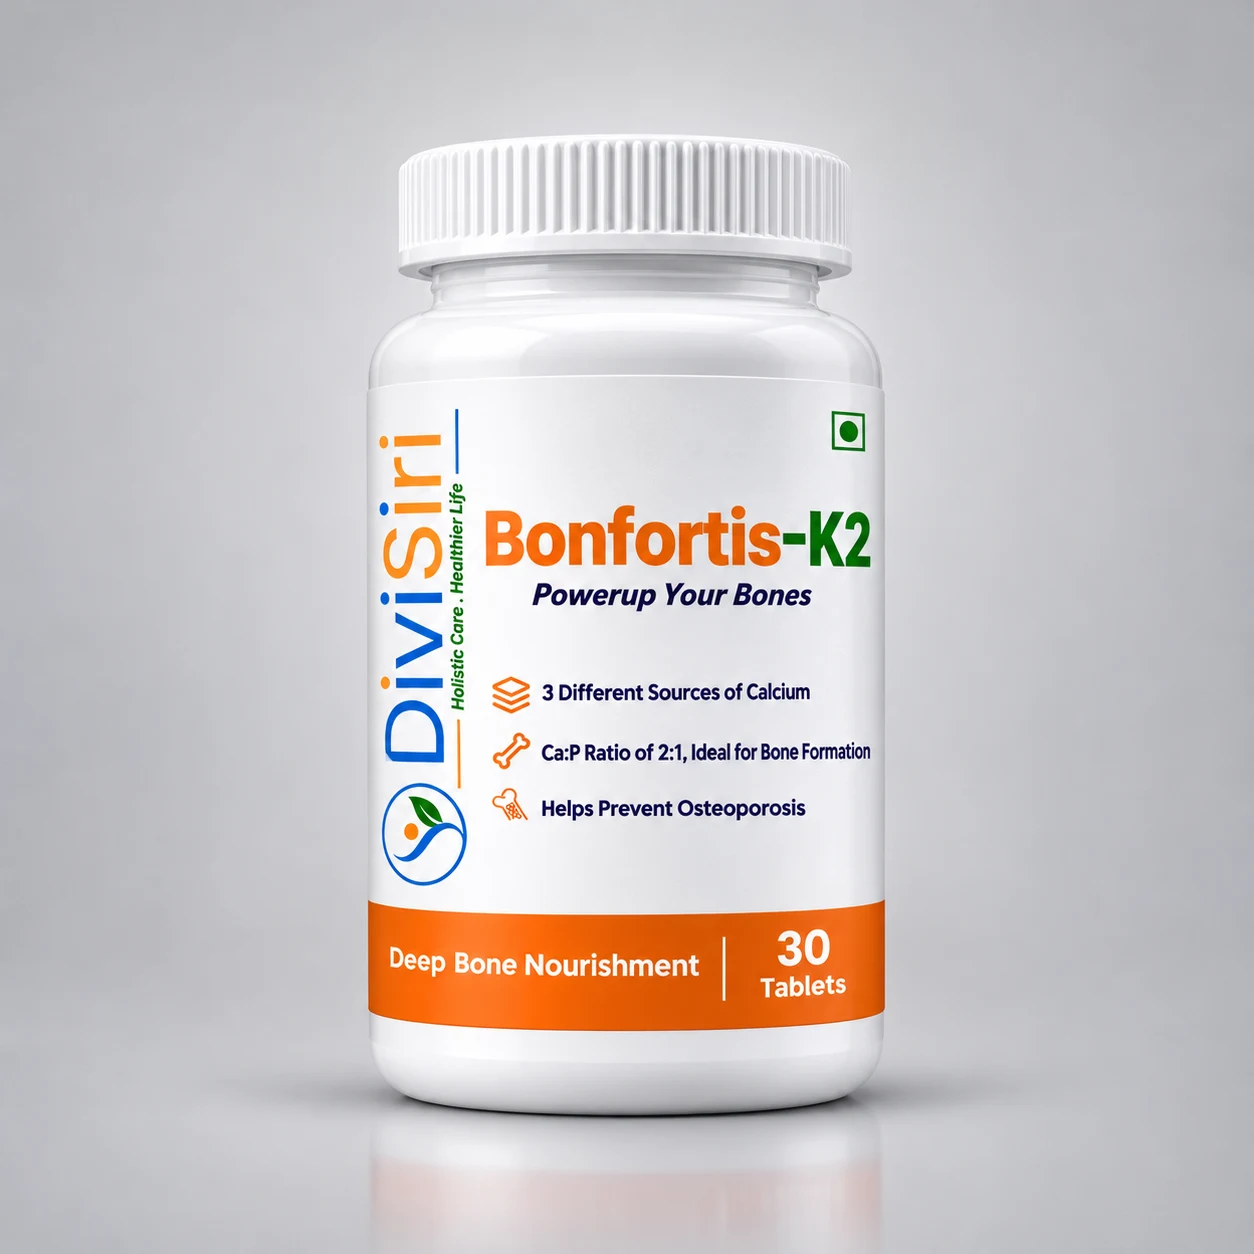 DiviSiri
Holistic Care . Healthier Life
Bonfortis-K2
Powerup Your Bones
3 Different Sources of Calcium
Ca:P Ratio of 2:1, Ideal for Bone Formation
Helps Prevent Osteoporosis
Deep Bone Nourishment
30
Tablets